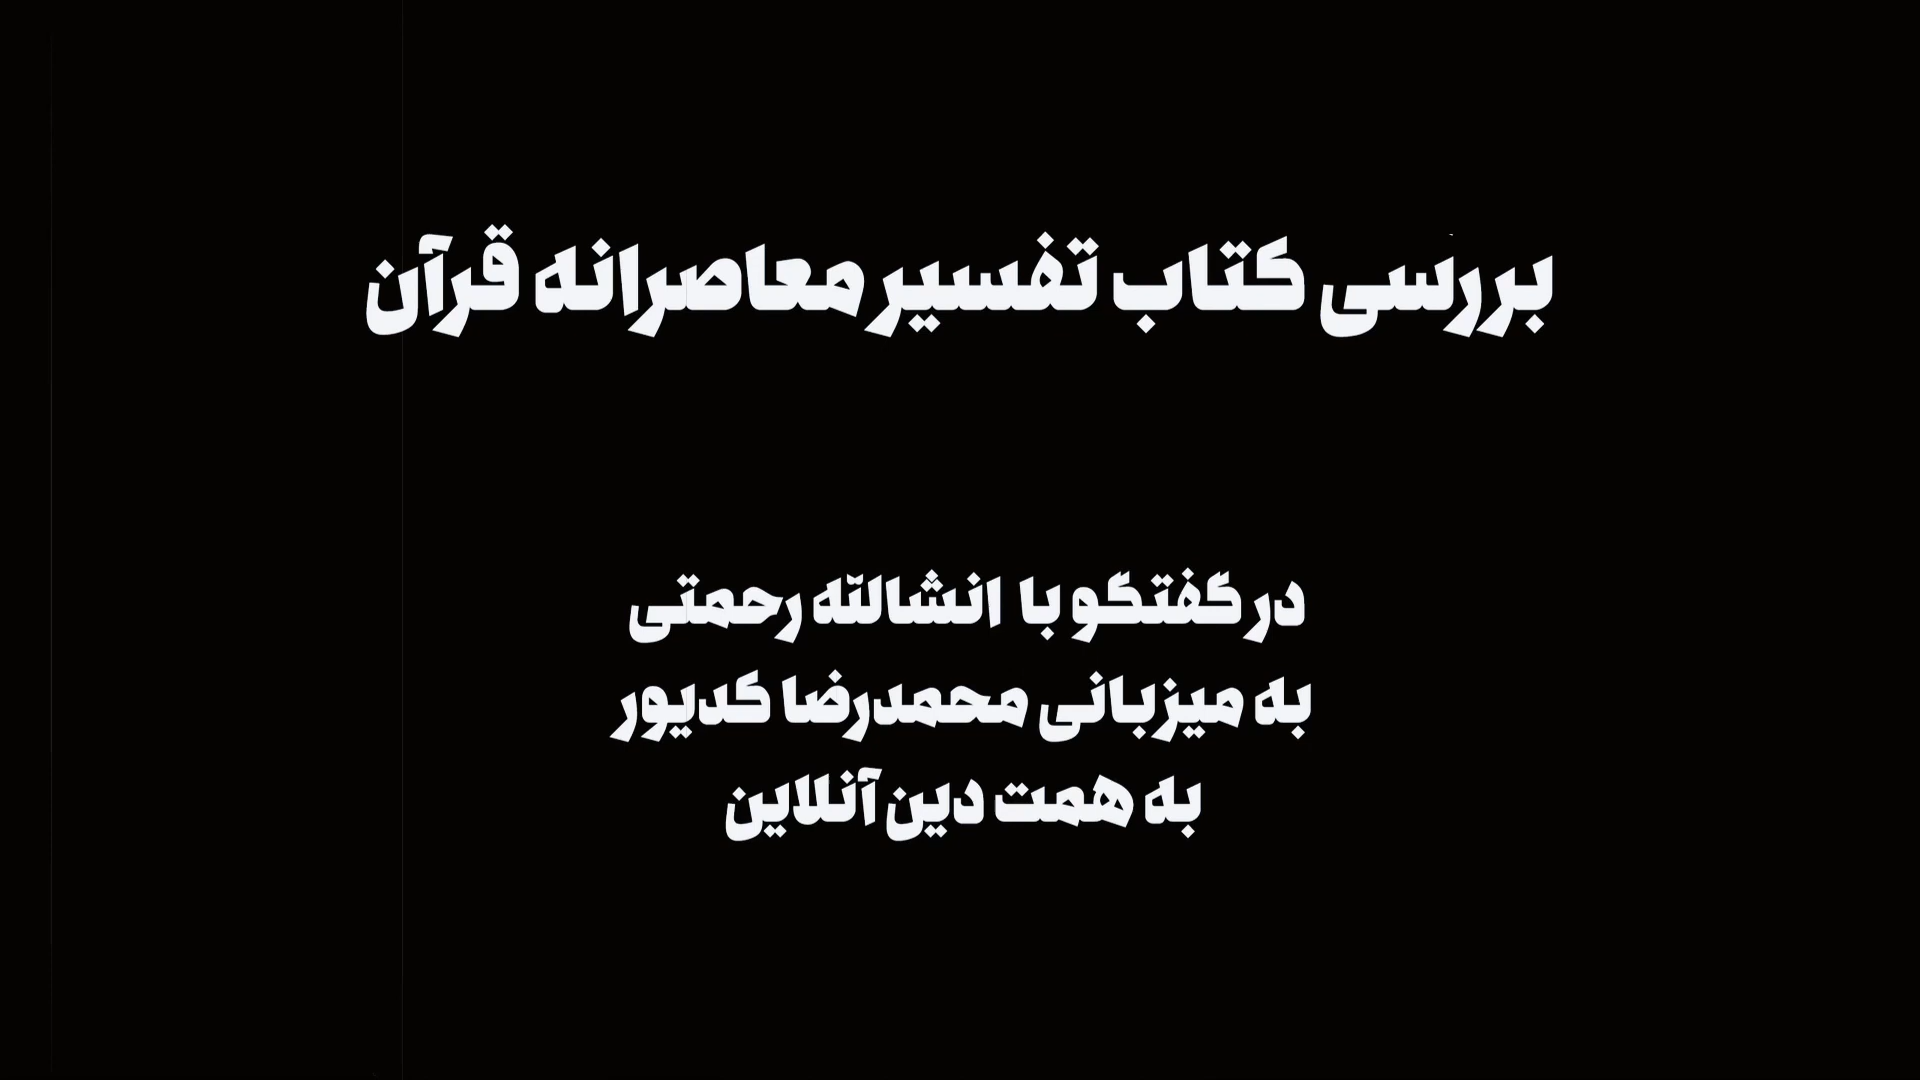 بررسی کتاب تفسیر معاصرانه قرآن
در گفتگو با انشالله رحمتی
به میزبانی محمدرضا کدیور
به همت دین آنلاین